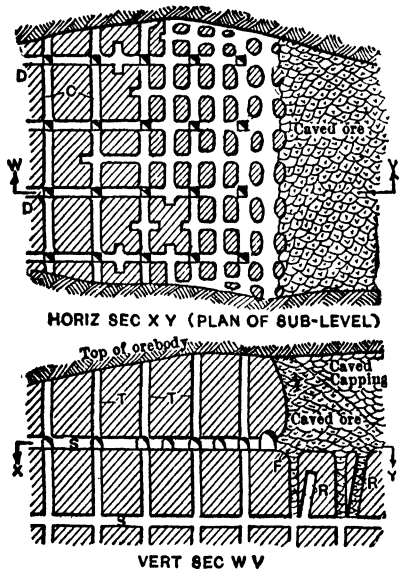 D
C
Caved ore
W
V
D
HORIZ SEC X Y (PLAN OF SUB-LEVEL)
Top of orebody
Caved
Capping
T T
Caved ore
S
X
Y
F
R R
S
VERT SEC W V